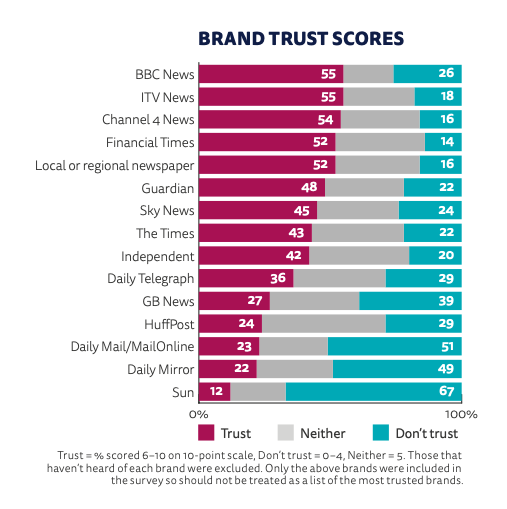 BRAND TRUST SCORES
BBC News 55 26
ITV News 55 18
Channel 4 News 54 16
Financial Times 52 14
Local or regional newspaper 52 16
Guardian 48 22
Sky News 45 24
The Times 43 22
Independent 42 20
Daily Telegraph 36 29
GB News 27 39
HuffPost 24 29
Daily Mail/MailOnline 23 51
Daily Mirror 22 49
Sun 12 67
0% 100%
Trust Neither Don't trust
Trust = % scored 6–10 on 10-point scale, Don't trust = 0–4, Neither = 5. Those that
haven't heard of each brand were excluded. Only the above brands were included in
the survey so should not be treated as a list of the most trusted brands.